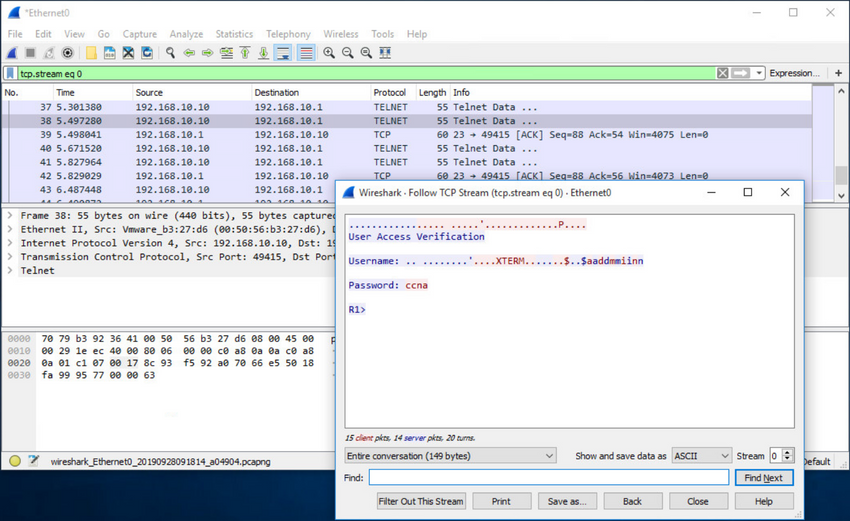 *Ethernet0
File Edit View Go Capture Analyze Statistics Telephony Wireless Tools Help
tcp.stream eq 0 Expression... +
No. Time Source Destination Protocol Length Info
37 5.301380 192.168.10.10 192.168.10.1 TELNET 55 Telnet Data ...
38 5.497280 192.168.10.10 192.168.10.1 TELNET 55 Telnet Data ...
39 5.498041 192.168.10.1 192.168.10.10 TCP 60 23 → 49415 [ACK] Seq=88 Ack=54 Win=4075 Len=0
40 5.671520 192.168.10.10 192.168.10.1 TELNET 55 Telnet Data ...
41 5.827964 192.168.10.10 192.168.10.1 TELNET 55 Telnet Data ...
42 5.829029 192.168.10.1 192.168.10.10 TCP 60 23 → 49415 [ACK] Seq=88 Ack=56 Win=4073 Len=0
43 6.487448 192.168.10.10 192.168
Frame 38: 55 bytes on wire (440 bits), 55 bytes captured
Ethernet II, Src: Vmware_b3:27:d6 (00:50:56:b3:27:d6), D
Internet Protocol Version 4, Src: 192.168.10.10, Dst: 19
Transmission Control Protocol, Src Port: 49415, Dst Port
Telnet
0000 70 79 b3 92 36 41 00 50 56 b3 27 d6 08 00 45 00 p
0010 00 29 1e ec 40 00 80 06 00 00 c0 a8 0a 0a c0 a8
0020 0a 01 c1 07 00 17 8c 93 f5 92 a0 70 66 e5 50 18
0030 fa 99 95 77 00 00 63
wireshark_Ethernet0_20190928091814_a04904.pcapng Default
Wireshark · Follow TCP Stream (tcp.stream eq 0) · Ethernet0
................. .....'.............P....
User Access Verification
Username: .. ........'....XTERM.......$..$aaddmmiinn
Password: ccna
R1>
15 client pkts, 14 server pkts, 20 turns.
Entire conversation (149 bytes) Show and save data as ASCII Stream 0
Find: Find Next
Filter Out This Stream Print Save as... Back Close Help